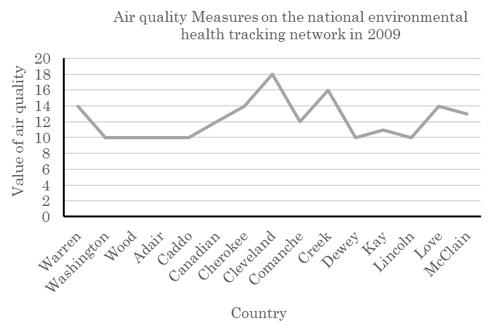 Air quality Measures on the national environmental
health tracking network in 2009
Value of air quality
20
18
16
14
12
10
8
6
4
2
0
Warren
Washington
Wood
Adair
Caddo
Canadian
Cherokee
Cleveland
Comanche
Creek
Dewey
Kay
Lincoln
Love
McClain
Country